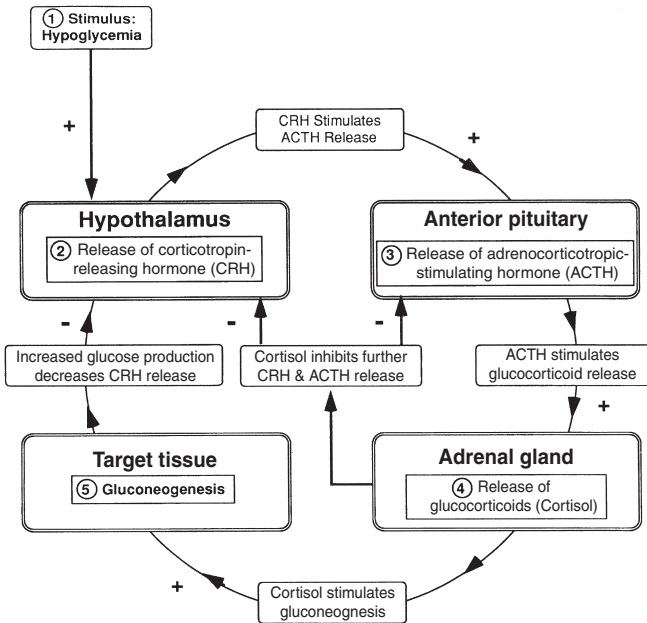 ① Stimulus:
Hypoglycemia
+
CRH Stimulates
ACTH Release
+
Hypothalamus
② Release of corticotropin-
releasing hormone (CRH)
Anterior pituitary
③ Release of adrenocorticotropic-
stimulating hormone (ACTH)
-
-
-
Increased glucose production
decreases CRH release
Cortisol inhibits further
CRH & ACTH release
ACTH stimulates
glucocorticoid release
+
Target tissue
⑤ Gluconeogenesis
Adrenal gland
④ Release of
glucocorticoids (Cortisol)
+
Cortisol stimulates
gluconeognesis